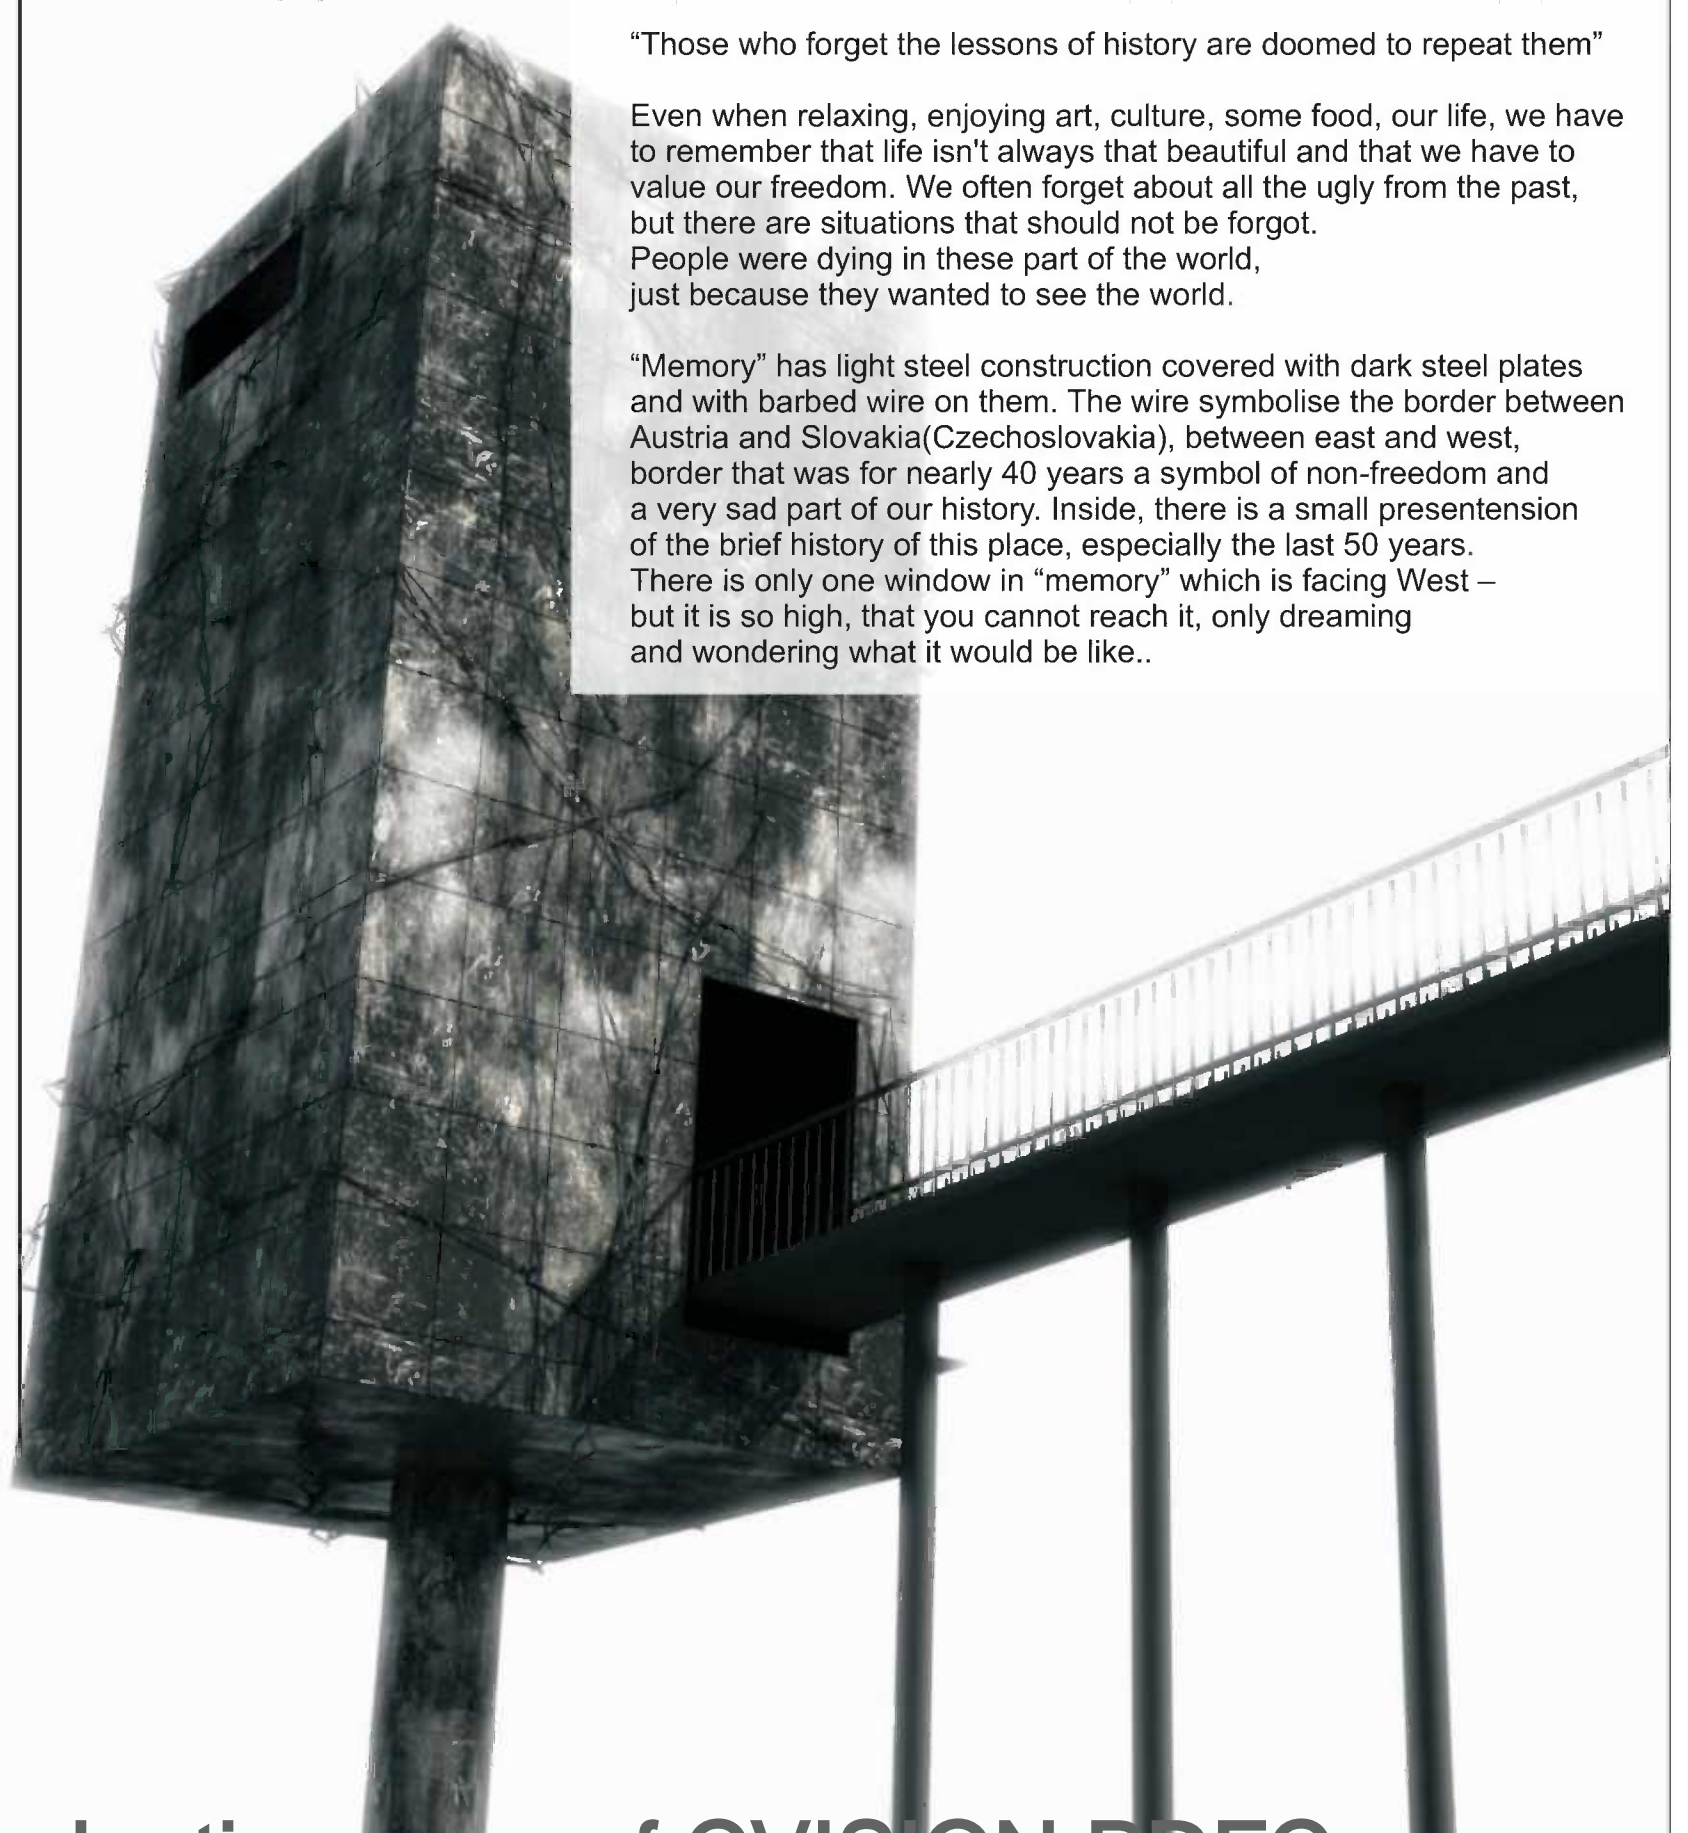 “Those who forget the lessons of history are doomed to repeat them”
Even when relaxing, enjoying art, culture, some food, our life, we have
to remember that life isn't always that beautiful and that we have to
value our freedom. We often forget about all the ugly from the past,
but there are situations that should not be forgot.
People were dying in these part of the world,
just because they wanted to see the world.
“Memory” has light steel construction covered with dark steel plates
and with barbed wire on them. The wire symbolise the border between
Austria and Slovakia(Czechoslovakia), between east and west,
border that was for nearly 40 years a symbol of non-freedom and
a very sad part of our history. Inside, there is a small presentension
of the brief history of this place, especially the last 50 years.
There is only one window in “memory” which is facing West –
but it is so high, that you cannot reach it, only dreaming
and wondering what it would be like..